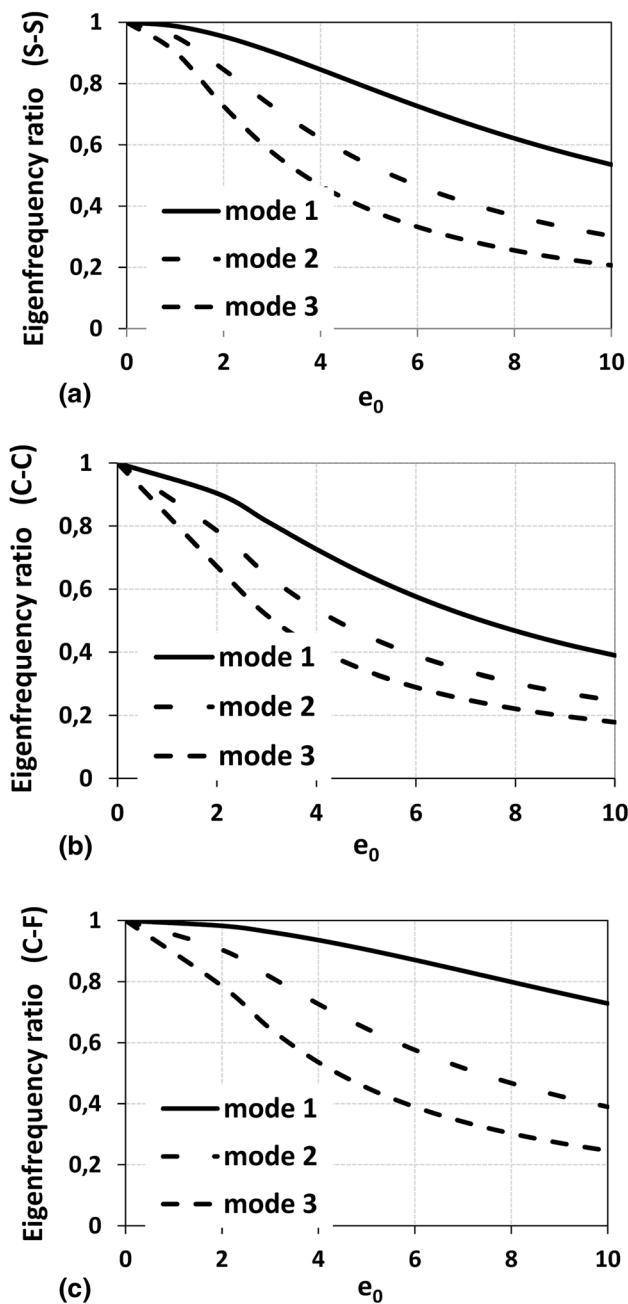 Eigenfrequency ratio (S-S)
1
0,8
0,6
0,4
0,2
0
mode 1
mode 2
mode 3
0 2 4 6 8 10
(a)
e0
Eigenfrequency ratio (C-C)
1
0,8
0,6
0,4
0,2
0
mode 1
mode 2
mode 3
0 2 4 6 8 10
(b)
e0
Eigenfrequency ratio (C-F)
1
0,8
0,6
0,4
0,2
0
mode 1
mode 2
mode 3
0 2 4 6 8 10
(c)
e0